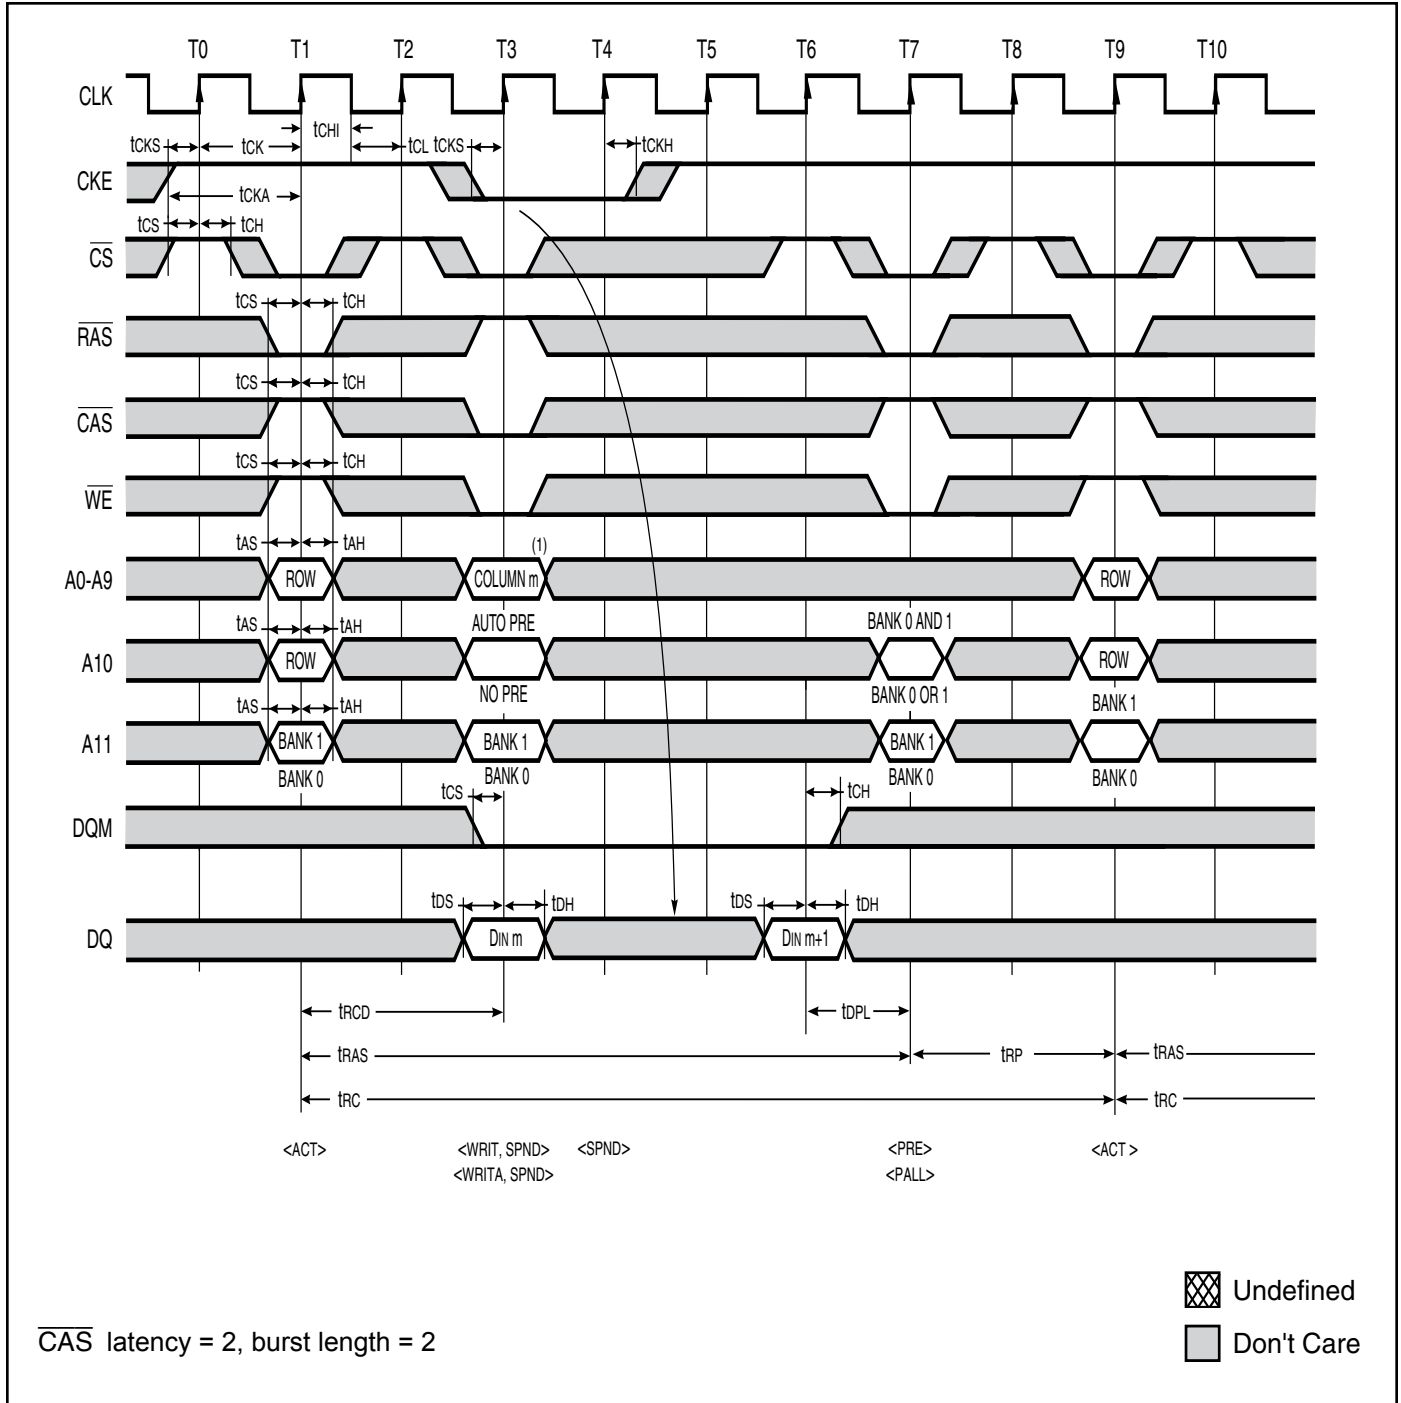 T0 T1 T2 T3 T4 T5 T6 T7 T8 T9 T10
CLK
tCHI
tCKS tCK tCL tCKS tCKH
CKE
tCKA
tCS tCH
CS
tCS tCH
RAS
tCS tCH
CAS
tCS tCH
WE
tAS tAH (1)
A0-A9 ROW COLUMN m ROW
tAS tAH AUTO PRE BANK 0 AND 1
A10 ROW ROW
NO PRE BANK 0 OR 1 BANK 1
tAS tAH
A11 BANK 1 BANK 1 BANK 1
BANK 0 BANK 0 BANK 0 BANK 0
tCS tCH
DQM
tDS tDH tDS tDH
DQ DIN m DIN m+1
tRCD tDPL
tRAS tRP tRAS
tRC tRC
<ACT> <WRIT, SPND> <SPND> <PRE> <ACT >
<WRITA, SPND> <PALL>
Undefined
CAS latency = 2, burst length = 2
Don't Care